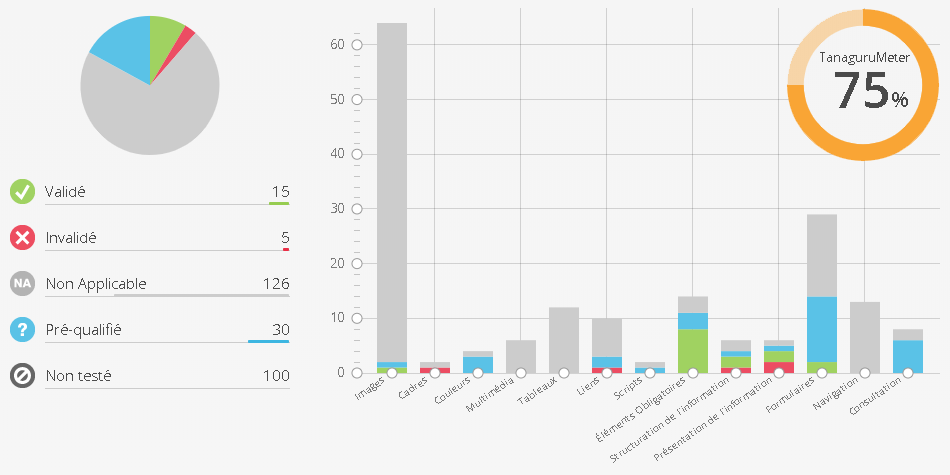 Validé 15
Invalidé 5
NA Non Applicable 126
? Pré-qualifié 30
Non testé 100
60
50
40
30
20
10
0
Images
Cadres
Couleurs
Multimédia
Tableaux
Liens
Scripts
Éléments Obligatoires
Structuration de l'information
Présentation de l'information
Formulaires
Navigation
Consultation
TanaguruMeter
75%